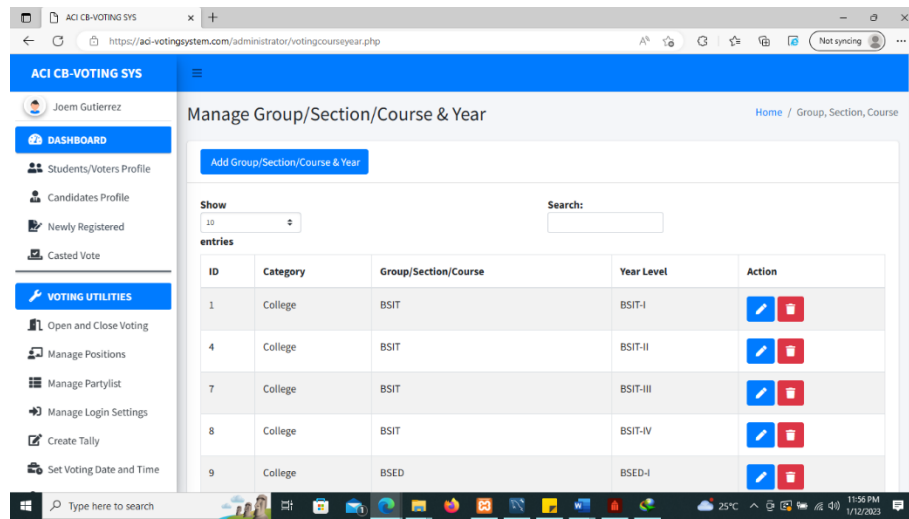 ACI CB-VOTING SYS
https://aci-votingsystem.com/administrator/votingcourseyear.php
Not syncing
ACI CB-VOTING SYS
Joem Gutierrez
DASHBOARD
Students/Voters Profile
Candidates Profile
Newly Registered
Casted Vote
VOTING UTILITIES
Open and Close Voting
Manage Positions
Manage Partylist
Manage Login Settings
Create Tally
Set Voting Date and Time
Manage Group/Section/Course & Year
Home / Group, Section, Course
Add Group/Section/Course & Year
Show
10
entries
Search:
ID Category Group/Section/Course Year Level Action
1 College BSIT BSIT-I
4 College BSIT BSIT-II
7 College BSIT BSIT-III
8 College BSIT BSIT-IV
9 College BSED BSED-I
Type here to search
25°C
11:56 PM
1/12/2023